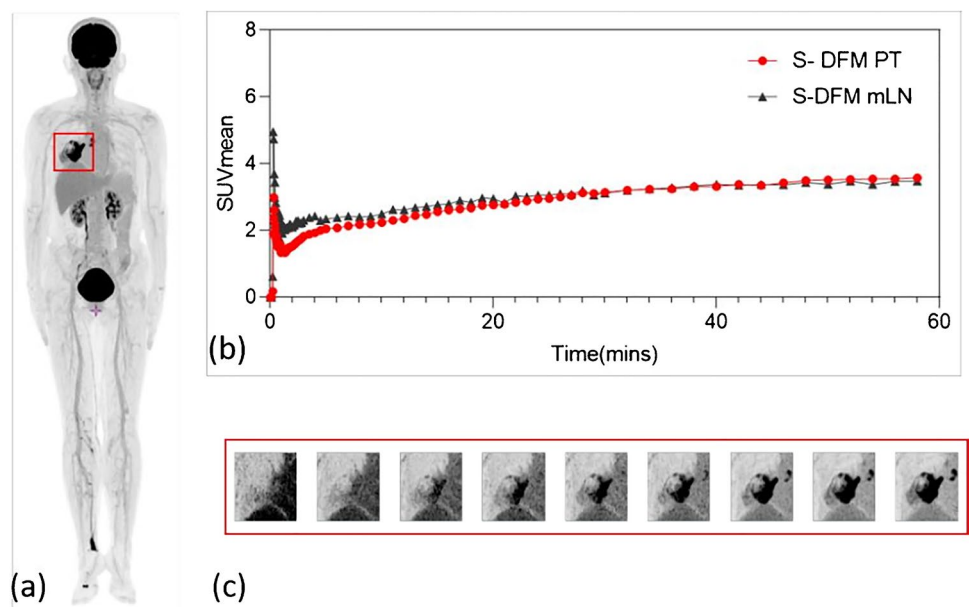 8
6
4
2
0
SUVmean
S- DFM PT
S-DFM mLN
0
20
40
60
Time(mins)
(b)
(a)
(c)